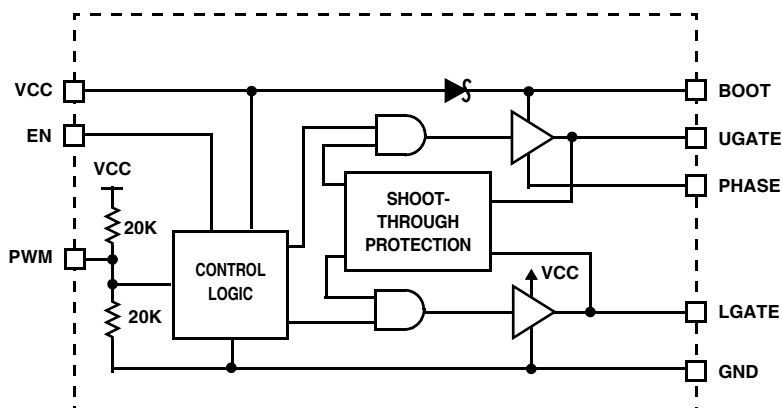 VCC
BOOT
EN
UGATE
VCC
PHASE
20K
SHOOT-
THROUGH
PROTECTION
PWM
CONTROL
LOGIC
VCC
20K
LGATE
GND